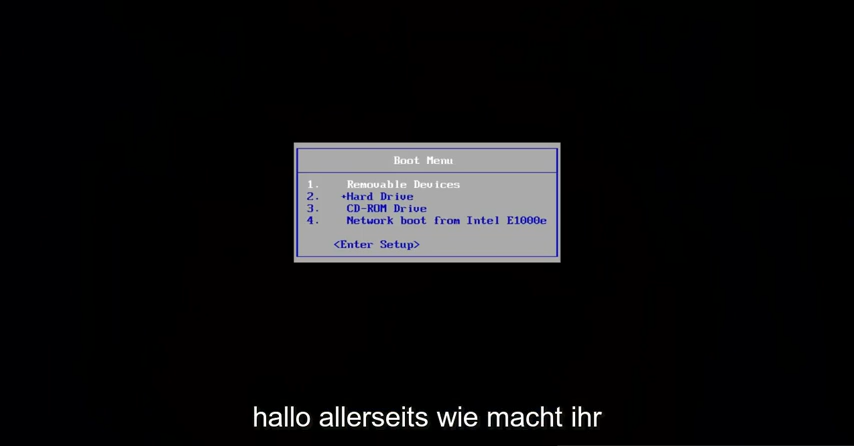 Boot Menu
1. Removable Devices
2. +Hard Drive
3. CD-ROM Drive
4. Network boot from Intel E1000e
<Enter Setup>
hallo allerseits wie macht ihr